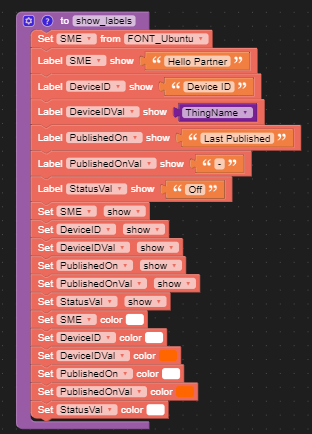 ? to show_labels
Set SME from FONT_Ubuntu
Label SME show “ Hello Partner ”
Label DeviceID show “ Device ID ”
Label DeviceIDVal show ThingName
Label PublishedOn show “ Last Published ”
Label PublishedOnVal show “ - ”
Label StatusVal show “ Off ”
Set SME show
Set DeviceID show
Set DeviceIDVal show
Set PublishedOn show
Set PublishedOnVal show
Set StatusVal show
Set SME color
Set DeviceID color
Set DeviceIDVal color
Set PublishedOn color
Set PublishedOnVal color
Set StatusVal color